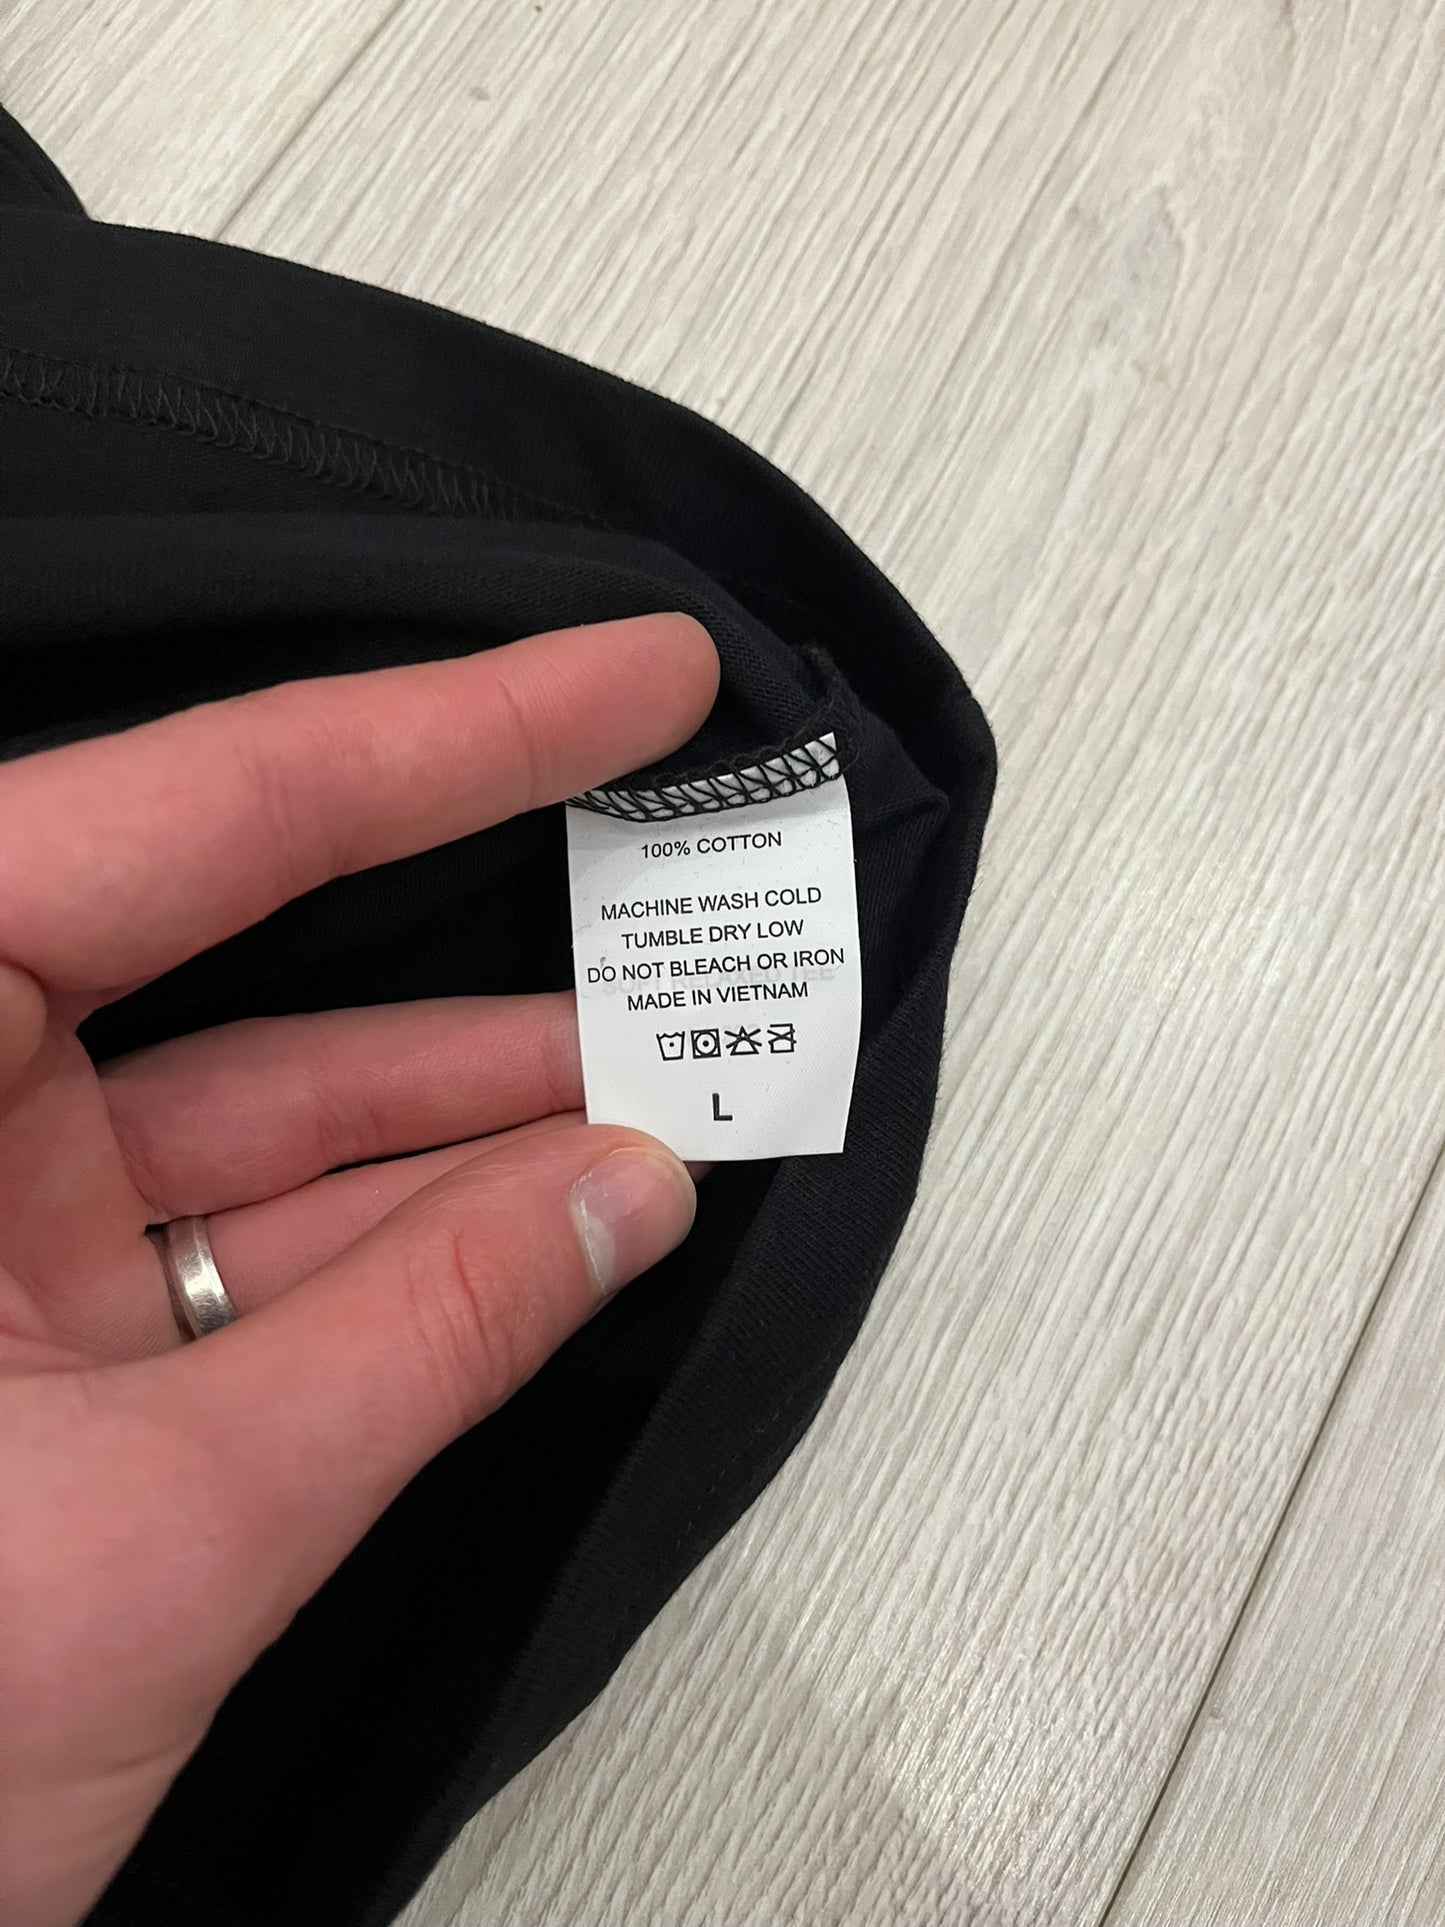 100% COTTON
MACHINE WASH COLD
TUMBLE DRY LOW
DO NOT BLEACH OR IRON
MADE IN VIETNAM
L